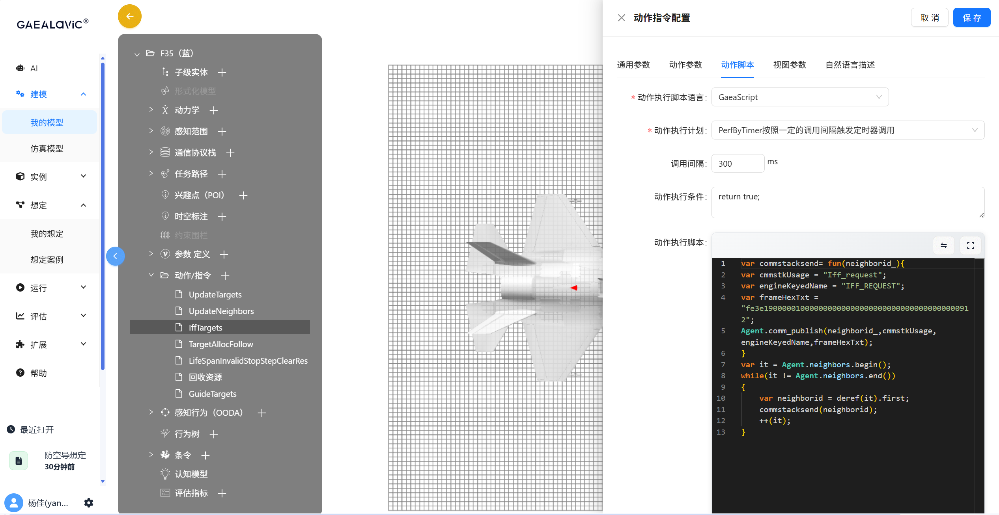 GAEALaViC®
AI
建模
我的模型
仿真模型
实例
想定
我的想定
想定案例
运行
评估
扩展
帮助
最近打开
防空导想定
30分钟前
杨佳(yan...
F35（蓝）
子级实体
形式化模型
动力学
感知范围
通信协议栈
任务路径
兴趣点（POI）
时空标注
约束围栏
参数 定义
动作/指令
UpdateTargets
UpdateNeighbors
IffTargets
TargetAllocFollow
LifeSpanInvalidStopStepClearRes
回收资源
GuideTargets
感知行为（OODA）
行为树
条令
认知模型
评估指标
动作指令配置
取 消
保 存
通用参数 动作参数 动作脚本 视图参数 自然语言描述
* 动作执行脚本语言: GaeaScript
* 动作执行计划: PerfByTimer按照一定的调用间隔触发定时器调用
调用间隔: 300 ms
动作执行条件: return true;
动作执行脚本:
1 var commstacksend= fun(neighborid_){
2 var cmmstkUsage = "Iff_request";
3 var engineKeyedName = "IFF_REQUEST";
4 var frameHexTxt =
5 Agent.comm_publish(neighborid_,cmmstkUsage,
engineKeyedName,frameHexTxt);
6 }
7 var it = Agent.neighbors.begin();
8 while(it != Agent.neighbors.end())
9 {
10 var neighborid = deref(it).first;
11 commstacksend(neighborid);
12 ++(it);
13 }